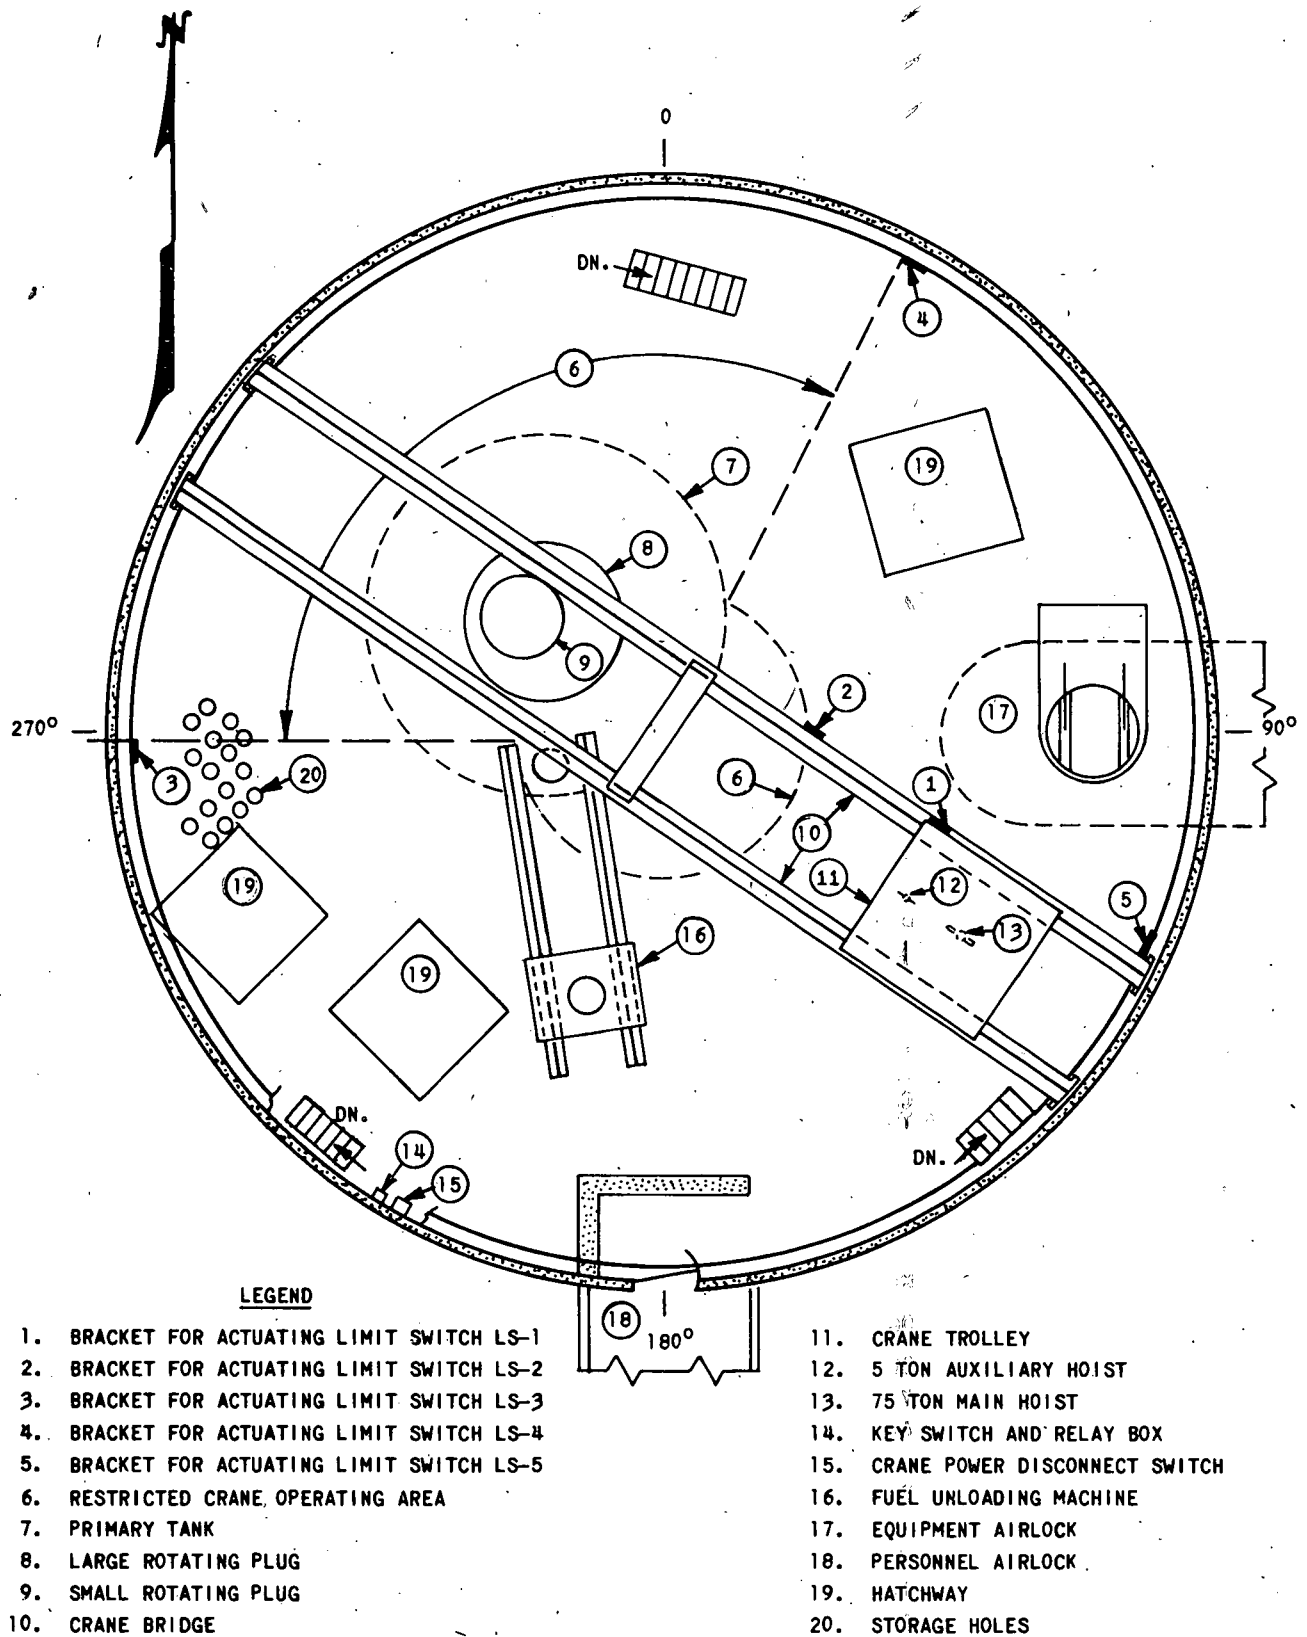 N
0
DN.
4
6
7
19
8
9
2
270°
17
90°
3
20
6
1
10
11
12
5
13
19
16
19
DN.
14
15
DN.
18
180°
LEGEND
1. BRACKET FOR ACTUATING LIMIT SWITCH LS-1
2. BRACKET FOR ACTUATING LIMIT SWITCH LS-2
3. BRACKET FOR ACTUATING LIMIT SWITCH LS-3
4. BRACKET FOR ACTUATING LIMIT SWITCH LS-4
5. BRACKET FOR ACTUATING LIMIT SWITCH LS-5
6. RESTRICTED CRANE OPERATING AREA
7. PRIMARY TANK
8. LARGE ROTATING PLUG
9. SMALL ROTATING PLUG
10. CRANE BRIDGE
11. CRANE TROLLEY
12. 5 TON AUXILIARY HOIST
13. 75 TON MAIN HOIST
14. KEY SWITCH AND RELAY BOX
15. CRANE POWER DISCONNECT SWITCH
16. FUEL UNLOADING MACHINE
17. EQUIPMENT AIRLOCK
18. PERSONNEL AIRLOCK
19. HATCHWAY
20. STORAGE HOLES